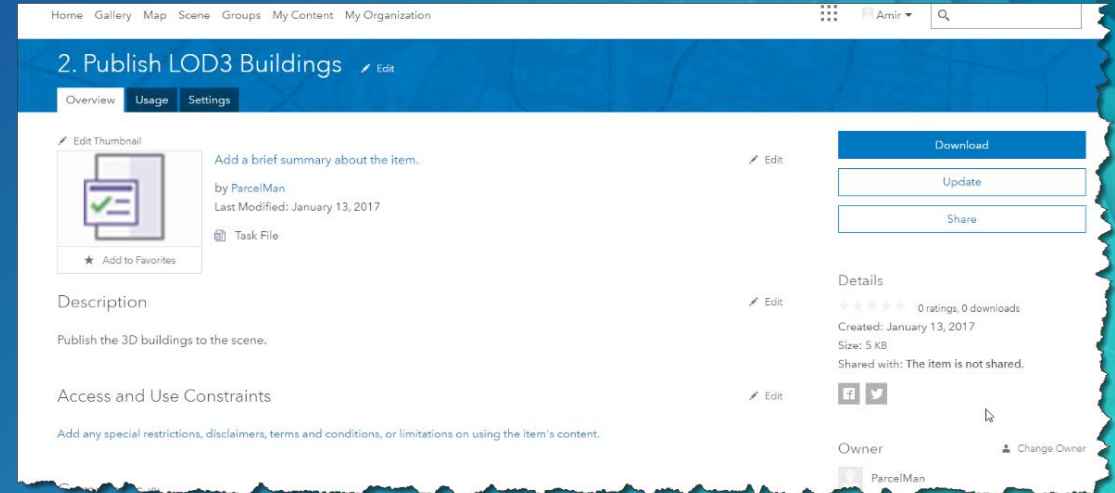 Home Gallery Map Scene Groups My Content My Organization
Amir
2. Publish LOD3 Buildings Edit
Overview Usage Settings
Edit Thumbnail
Add a brief summary about the item.
Edit
by ParcelMan
Last Modified: January 13, 2017
Task File
Add to Favorites
Description
Edit
Publish the 3D buildings to the scene.
Access and Use Constraints
Edit
Add any special restrictions, disclaimers, terms and conditions, or limitations on using the item's content.
Download
Update
Share
Details
0 ratings, 0 downloads
Created: January 13, 2017
Size: 5 KB
Shared with: The item is not shared.
Owner
Change Owner
ParcelMan